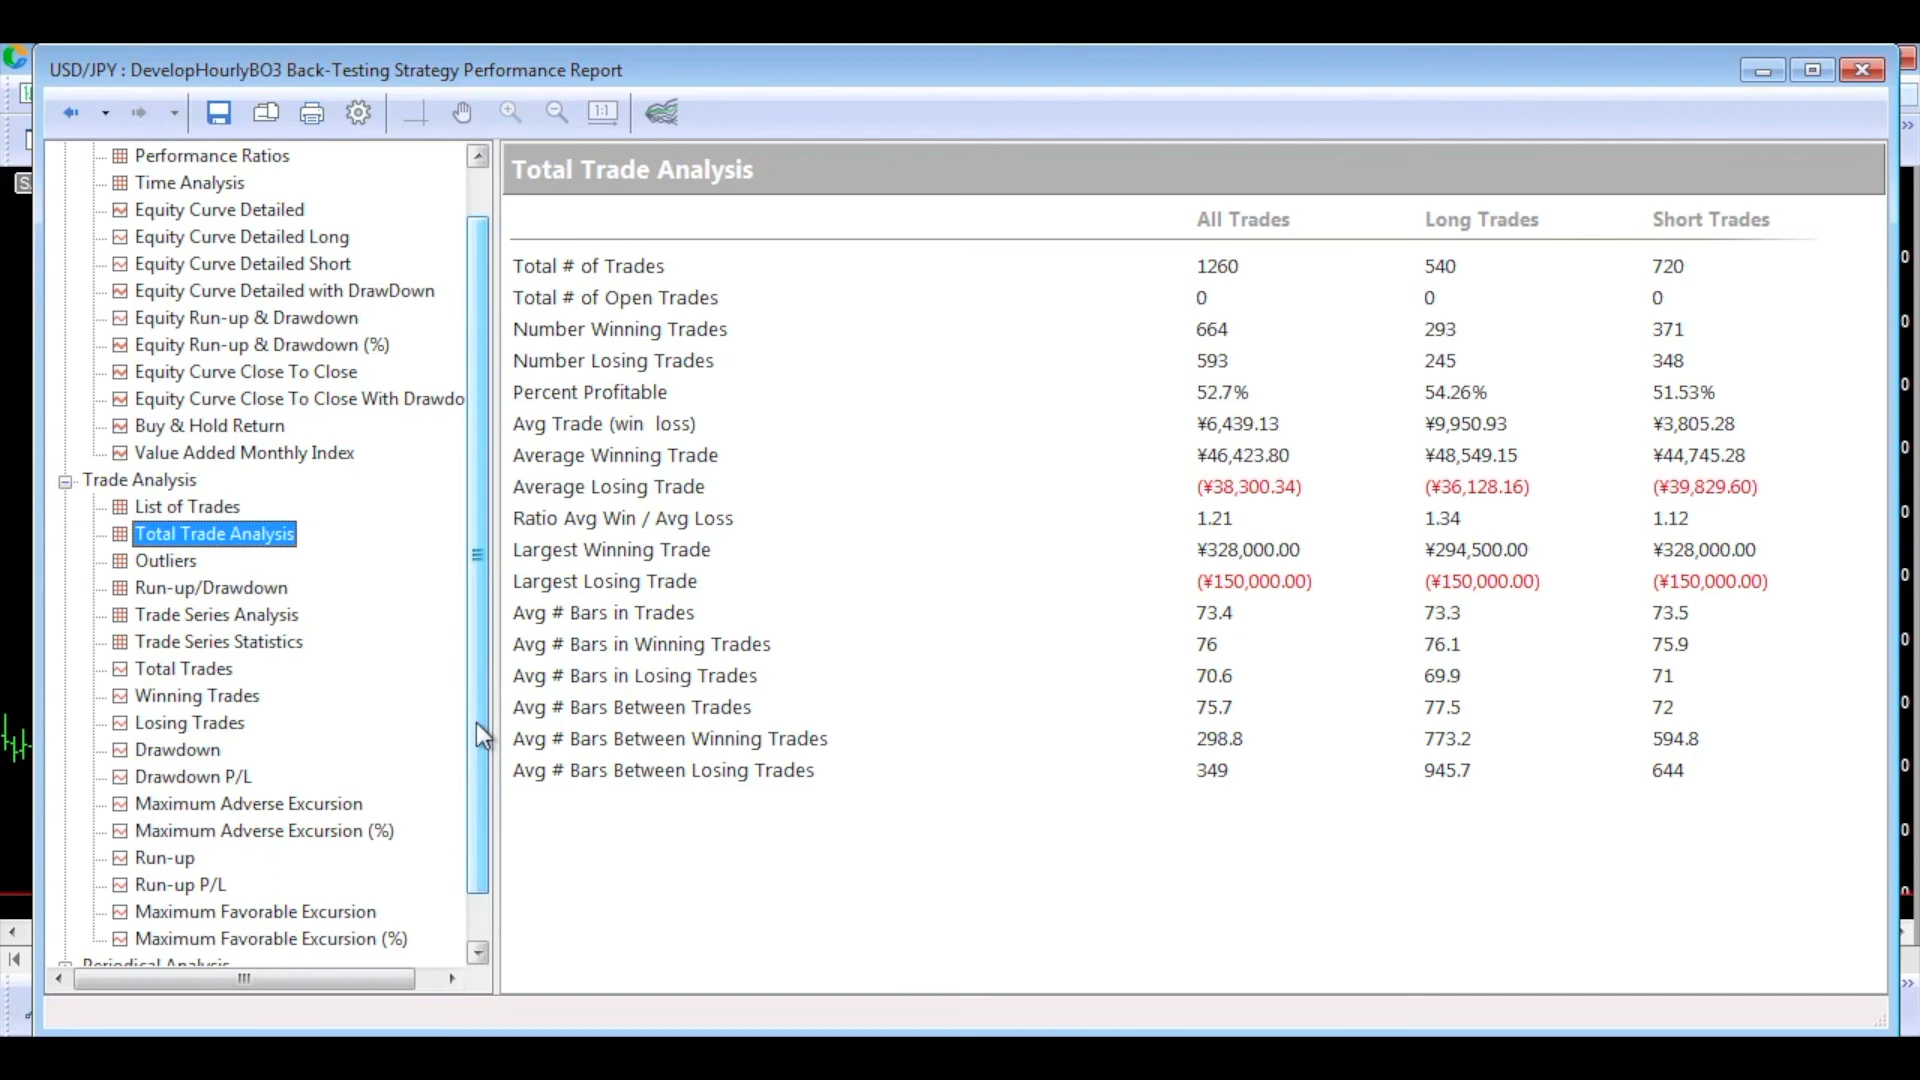 USD/JPY : DevelopHourlyBO3 Back-Testing Strategy Performance Report
1:1
Performance Ratios
Time Analysis
Equity Curve Detailed
Equity Curve Detailed Long
Equity Curve Detailed Short
Equity Curve Detailed with DrawDown
Equity Run-up & Drawdown
Equity Run-up & Drawdown (%)
Equity Curve Close To Close
Equity Curve Close To Close With Drawdo
Buy & Hold Return
Value Added Monthly Index
Trade Analysis
List of Trades
Total Trade Analysis
Outliers
Run-up/Drawdown
Trade Series Analysis
Trade Series Statistics
Total Trades
Winning Trades
Losing Trades
Drawdown
Drawdown P/L
Maximum Adverse Excursion
Maximum Adverse Excursion (%)
Run-up
Run-up P/L
Maximum Favorable Excursion
Maximum Favorable Excursion (%)
Periodical Analysis
Total Trade Analysis
All Trades Long Trades Short Trades
Total # of Trades 1260 540 720
Total # of Open Trades 0 0 0
Number Winning Trades 664 293 371
Number Losing Trades 593 245 348
Percent Profitable 52.7% 54.26% 51.53%
Avg Trade (win loss) ¥6,439.13 ¥9,950.93 ¥3,805.28
Average Winning Trade ¥46,423.80 ¥48,549.15 ¥44,745.28
Average Losing Trade (¥38,300.34) (¥36,128.16) (¥39,829.60)
Ratio Avg Win / Avg Loss 1.21 1.34 1.12
Largest Winning Trade ¥328,000.00 ¥294,500.00 ¥328,000.00
Largest Losing Trade (¥150,000.00) (¥150,000.00) (¥150,000.00)
Avg # Bars in Trades 73.4 73.3 73.5
Avg # Bars in Winning Trades 76 76.1 75.9
Avg # Bars in Losing Trades 70.6 69.9 71
Avg # Bars Between Trades 75.7 77.5 72
Avg # Bars Between Winning Trades 298.8 773.2 594.8
Avg # Bars Between Losing Trades 349 945.7 644